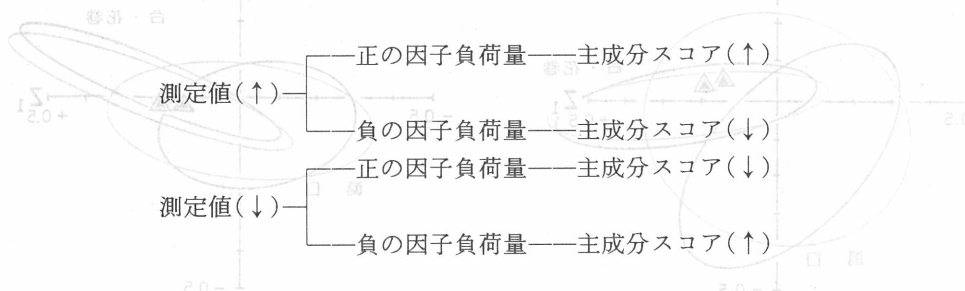 正の因子負荷量――主成分スコア(↑)
測定値(↑)
負の因子負荷量――主成分スコア(↓)
正の因子負荷量――主成分スコア(↓)
測定値(↓)
負の因子負荷量――主成分スコア(↑)